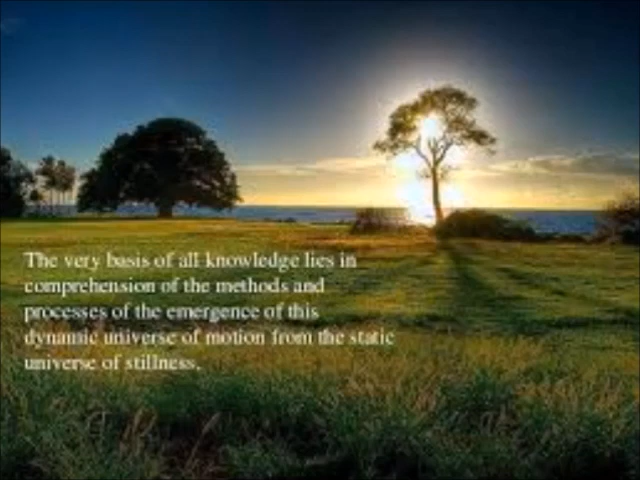 The very basis of all knowledge lies in
comprehension of the methods and
processes of the emergence of this
dynamic universe of motion from the static
universe of stillness.